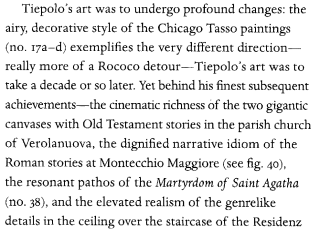 Tiepolo's art was to undergo profound changes: the
airy, decorative style of the Chicago Tasso paintings
(no. 17a–d) exemplifies the very different direction—
really more of a Rococo detour—Tiepolo's art was to
take a decade or so later. Yet behind his finest subsequent
achievements—the cinematic richness of the two gigantic
canvases with Old Testament stories in the parish church
of Verolanuova, the dignified narrative idiom of the
Roman stories at Montecchio Maggiore (see fig. 40),
the resonant pathos of the Martyrdom of Saint Agatha
(no. 38), and the elevated realism of the genrelike
details in the ceiling over the staircase of the Residenz